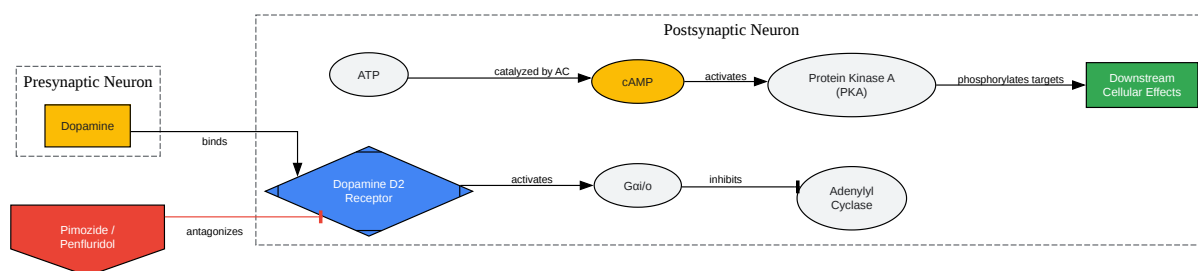 Postsynaptic Neuron
Presynaptic Neuron
ATP
catalyzed by AC
cAMP
activates
Protein Kinase A
(PKA)
phosphorylates targets
Downstream
Cellular Effects
Dopamine
binds
Dopamine D2
Receptor
activates
Gαi/o
inhibits
Adenylyl
Cyclase
Pimozide /
Penfluridol
antagonizes